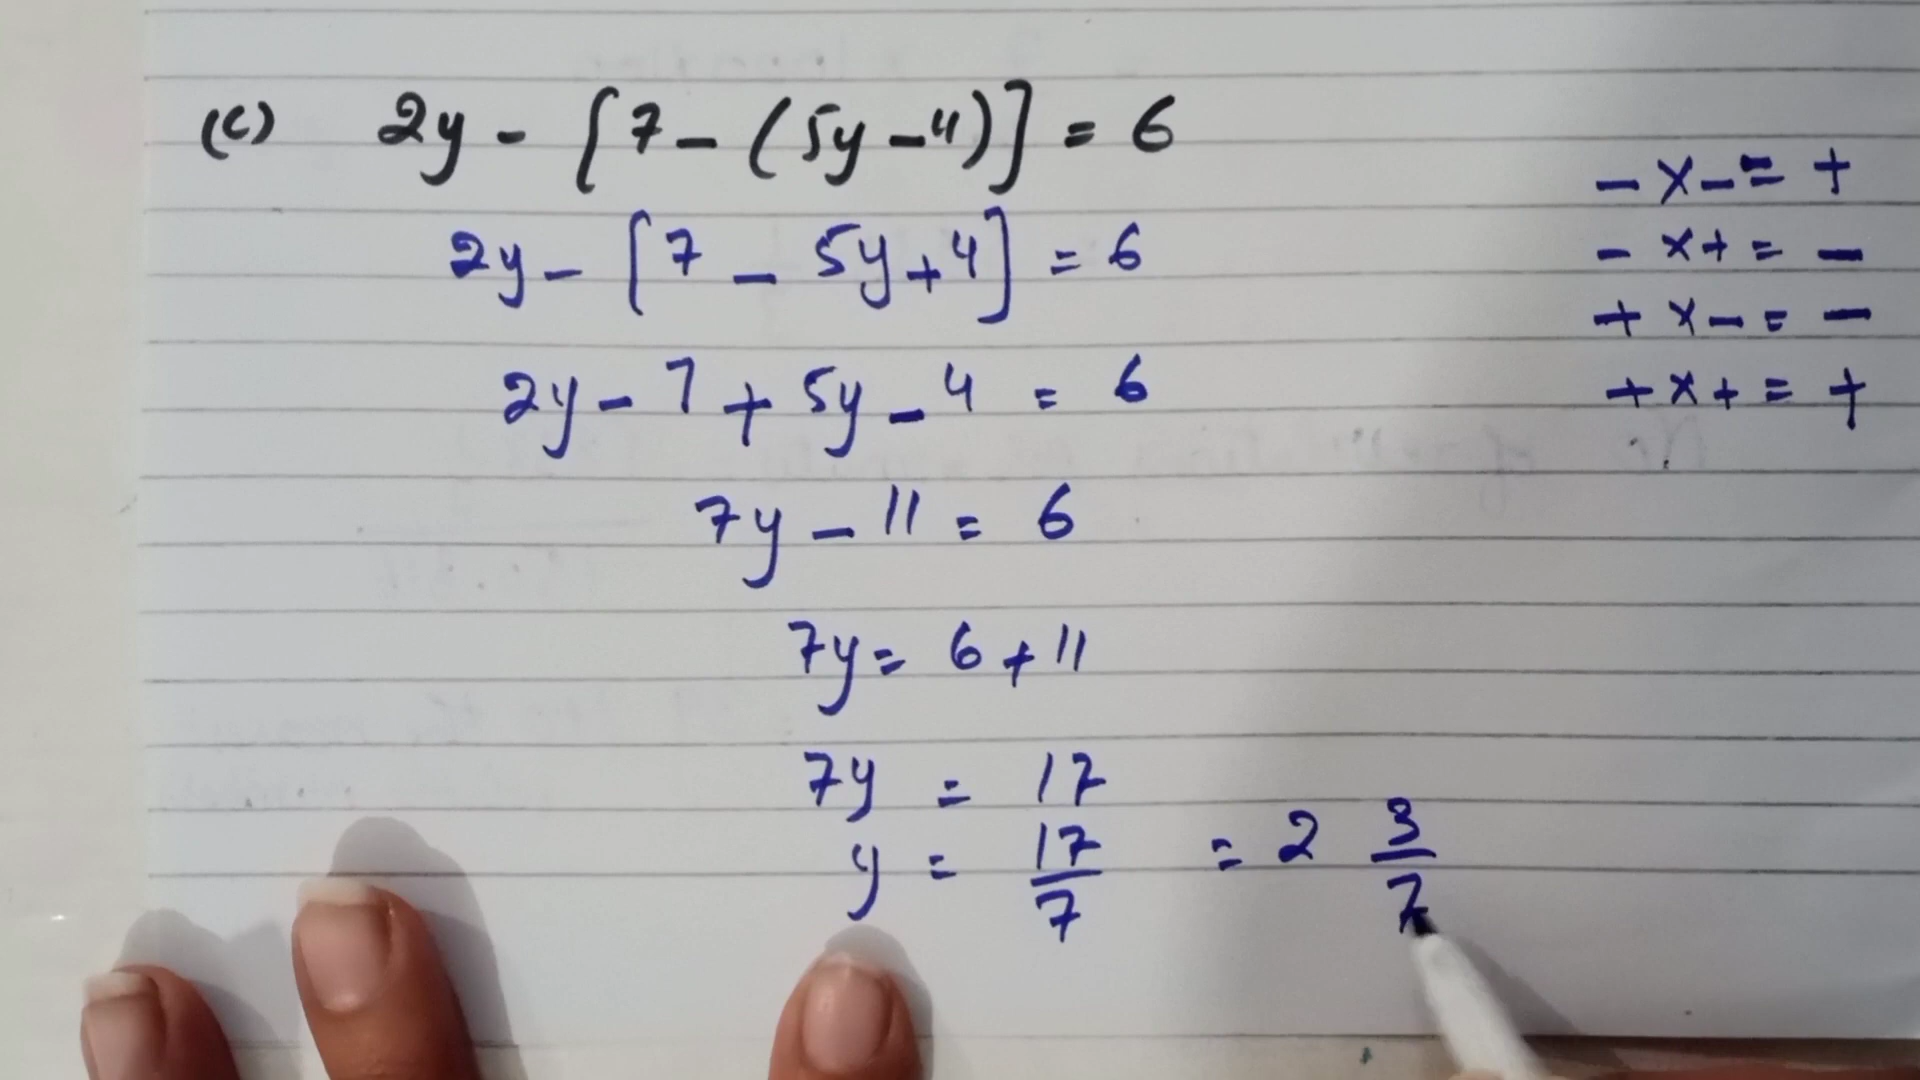 (c) 2y - [7 - (5y - 4)] = 6
2y - [7 - 5y + 4] = 6
2y - 7 + 5y - 4 = 6
7y - 11 = 6
7y = 6 + 11
7y = 17
y = 17/7 = 2 3/7
- x - = +
- x + = -
+ x - = -
+ x + = +